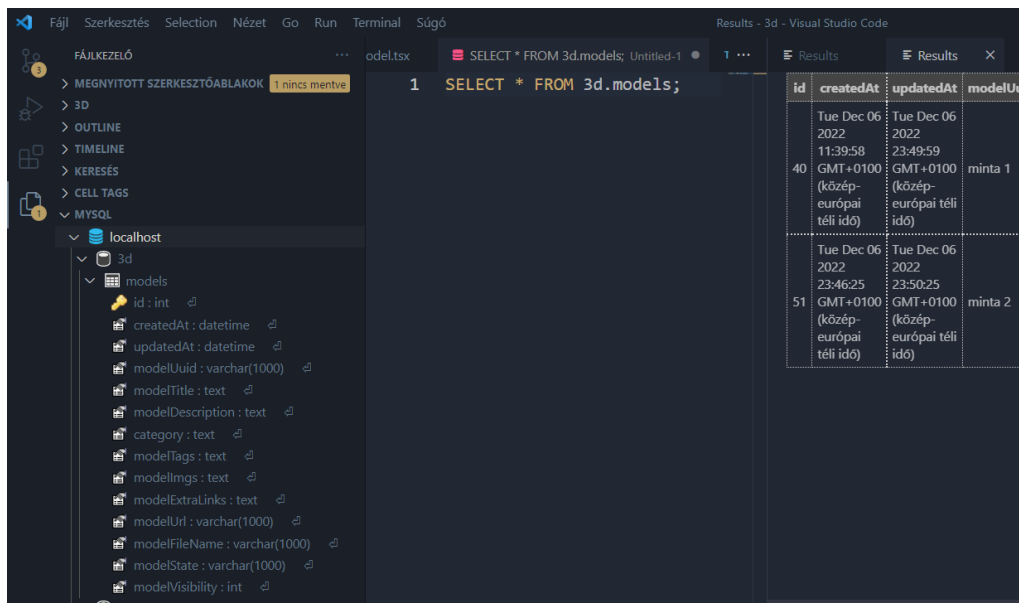 Fájl Szerkesztés Selection Nézet Go Run Terminal Súgó Results - 3d - Visual Studio Code
FÁJLKEZELŐ ···
odel.tsx SELECT * FROM 3d.models; Untitled-1 ● ··· Results Results ×
3
MEGNYITOTT SZERKESZTŐABLAKOK 1 nincs mentve
3D
OUTLINE
TIMELINE
KERESÉS
CELL TAGS
MYSQL
1
localhost
3d
models
id : int
createdAt : datetime
updatedAt : datetime
modelUuid : varchar(1000)
modelTitle : text
modelDescription : text
category : text
modelTags : text
modelImgs : text
modelExtraLinks : text
modelUrl : varchar(1000)
modelFileName : varchar(1000)
modelState : varchar(1000)
modelVisibility : int
1 SELECT * FROM 3d.models;
id createdAt updatedAt modelUu
Tue Dec 06 Tue Dec 06
2022 2022
11:39:58 23:49:59
40 GMT+0100 GMT+0100 minta 1
(közép- (közép-
európai európai téli
téli idő) idő)
Tue Dec 06 Tue Dec 06
2022 2022
23:46:25 23:50:25
51 GMT+0100 GMT+0100 minta 2
(közép- (közép-
európai európai téli
téli idő) idő)